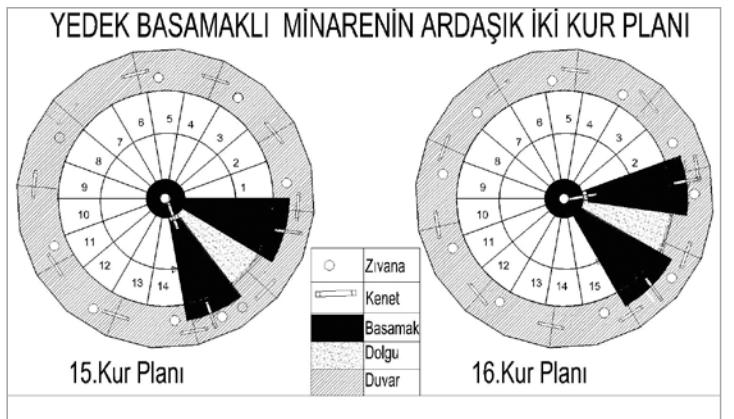 YEDEK BASAMAKLI MİNARENİN ARDAŞIK İKİ KUR PLANI
6 5 4
7 3
8 2
9 1
10
11
12
13 14
6 5 4
7 3
8 2
9
10
11
12
13 14 15
Zıvana
Kenet
Basamak
Dolgu
Duvar
15.Kur Planı
16.Kur Planı